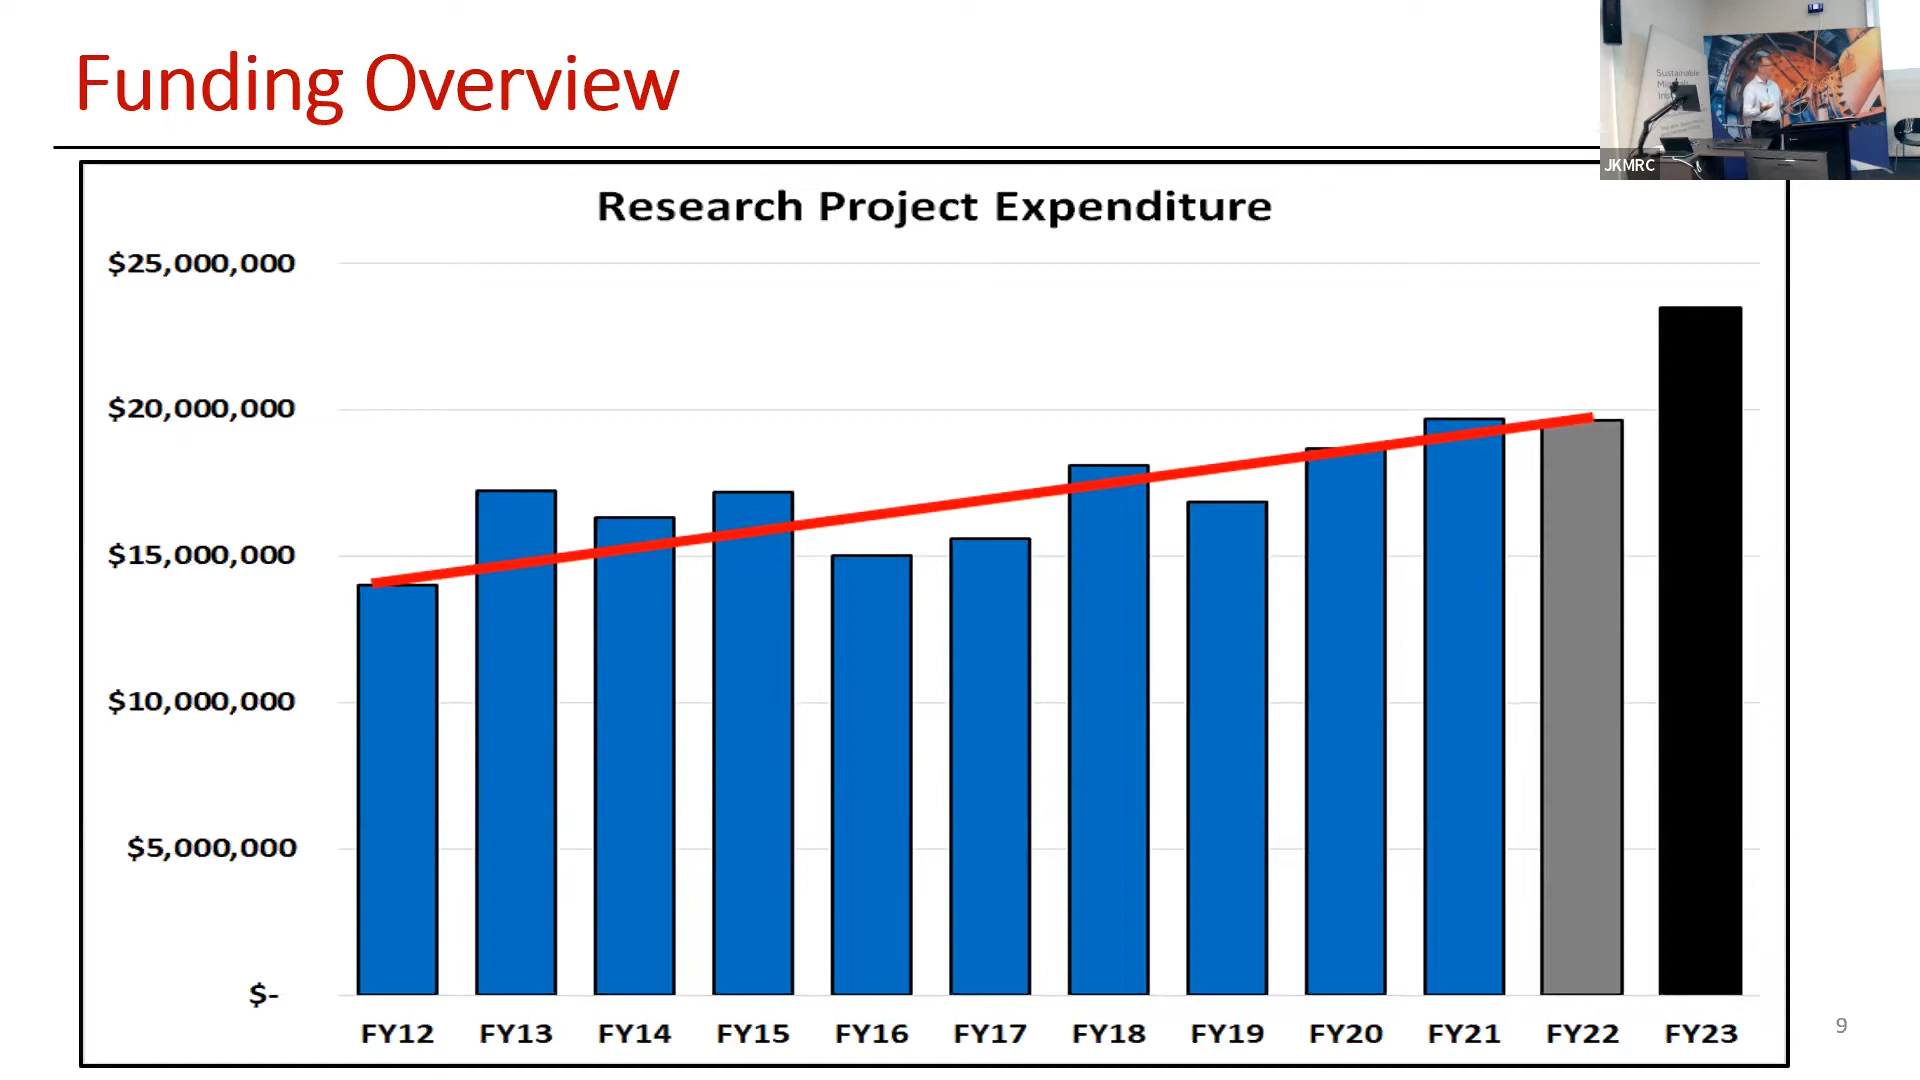 Funding Overview
Sustainable
JKMRC
Research Project Expenditure
$25,000,000
$20,000,000
$15,000,000
$10,000,000
$5,000,000
$-
FY12 FY13 FY14 FY15 FY16 FY17 FY18 FY19 FY20 FY21 FY22 FY23
9